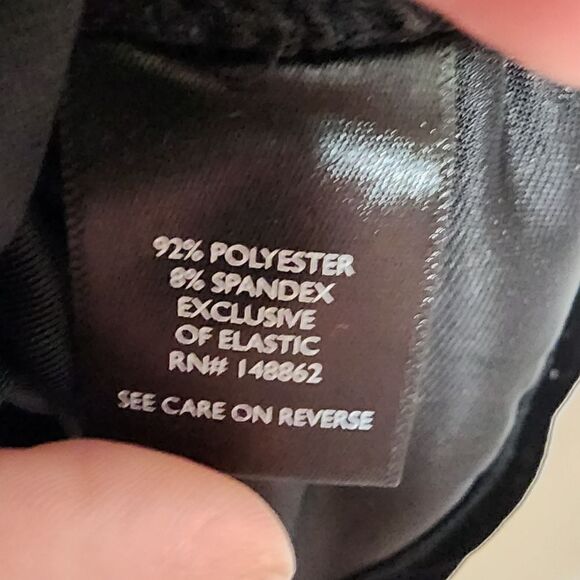 92% POLYESTER
8% SPANDEX
EXCLUSIVE
OF ELASTIC
RN# 148862
SEE CARE ON REVERSE